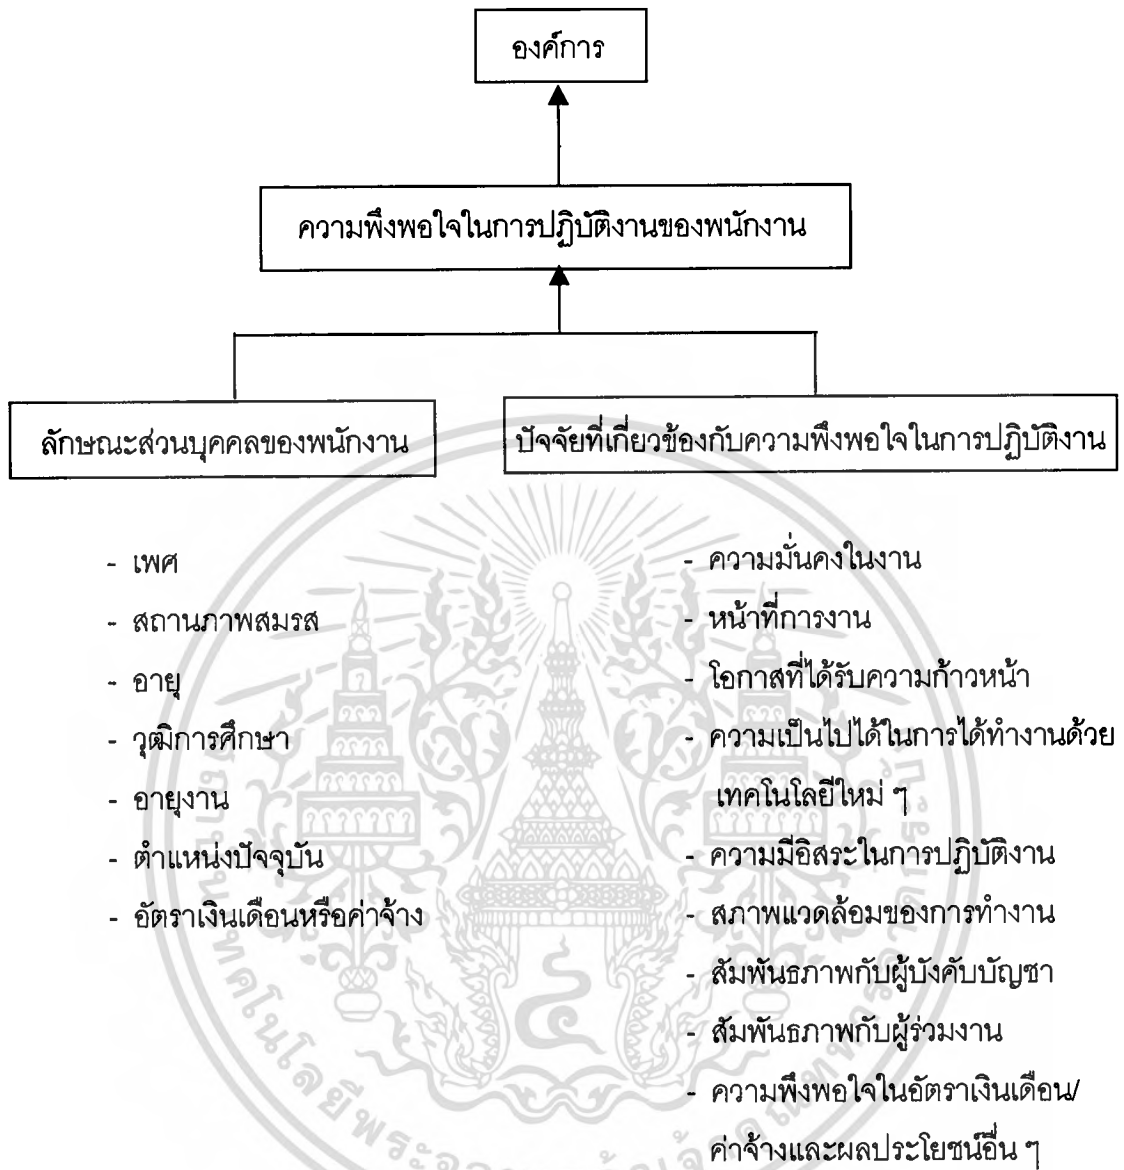 องค์การ
ความพึงพอใจในการปฏิบัติงานของพนักงาน
ลักษณะส่วนบุคคลของพนักงาน
ปัจจัยที่เกี่ยวข้องกับความพึงพอใจในการปฏิบัติงาน
- เพศ
- สถานภาพสมรส
- อายุ
- วุฒิการศึกษา
- อายุงาน
- ตำแหน่งปัจจุบัน
- อัตราเงินเดือนหรือค่าจ้าง
- ความมั่นคงในงาน
- หน้าที่การงาน
- โอกาสที่ได้รับความก้าวหน้า
- ความเป็นไปได้ในการได้ทำงานด้วย
เทคโนโลยีใหม่ ๆ
- ความมีอิสระในการปฏิบัติงาน
- สภาพแวดล้อมของการทำงาน
- สัมพันธภาพกับผู้บังคับบัญชา
- สัมพันธภาพกับผู้ร่วมงาน
- ความพึงพอใจในอัตราเงินเดือน/
ค่าจ้างและผลประโยชน์อื่น ๆ